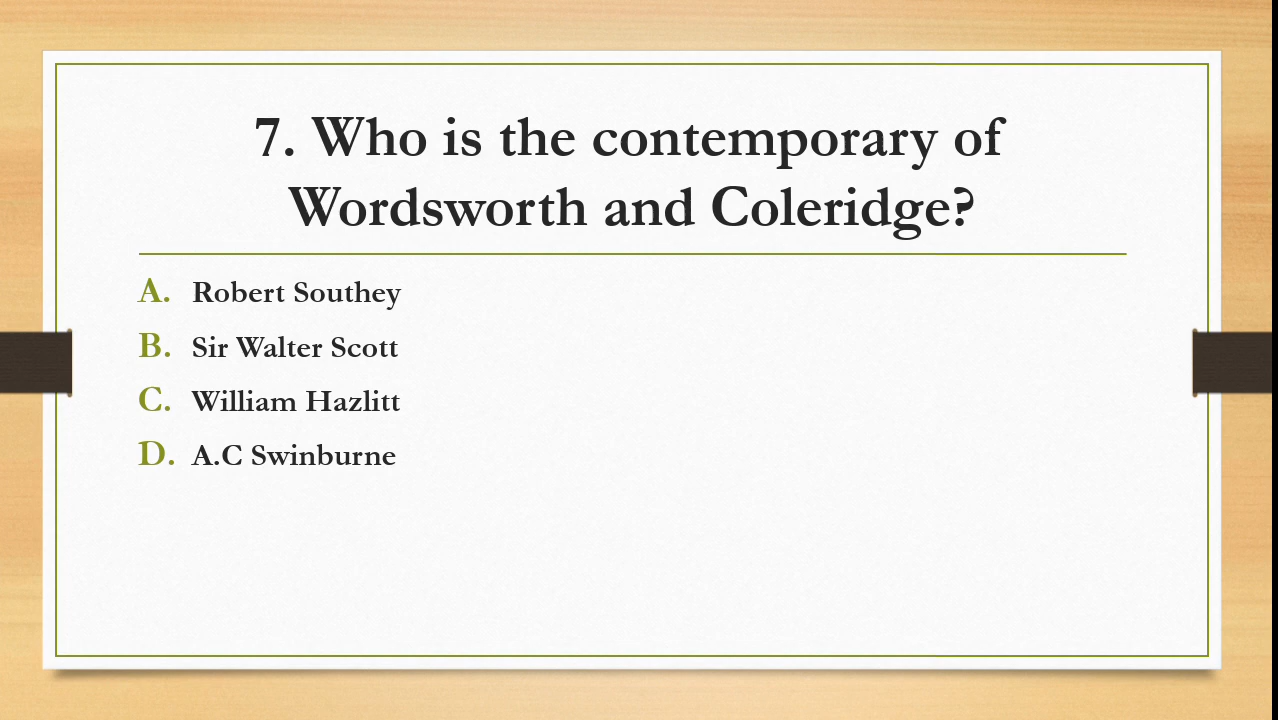 7. Who is the contemporary of
Wordsworth and Coleridge?
A. Robert Southey
B. Sir Walter Scott
C. William Hazlitt
D. A.C Swinburne